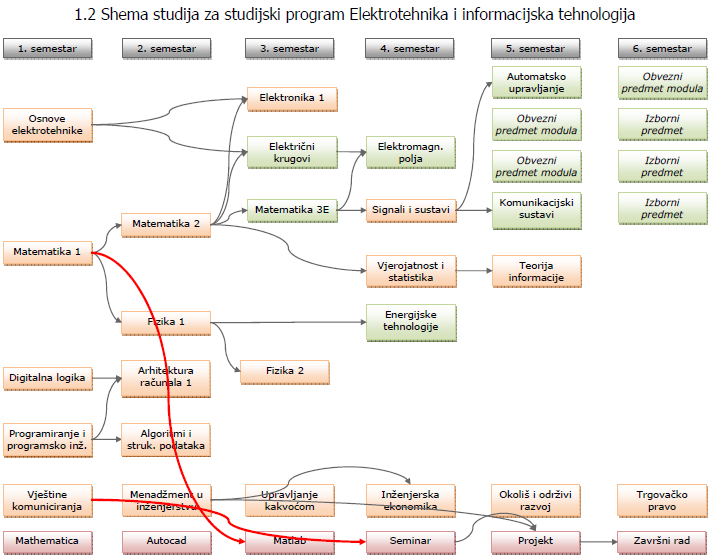 1.2 Shema studija za studijski program Elektrotehnika i informacijska tehnologija
1. semestar
2. semestar
3. semestar
4. semestar
5. semestar
6. semestar
Osnove
elektrotehnike
Matematika 1
Digitalna logika
Programiranje i
programsko inž.
Vještine
komuniciranja
Mathematica
Matematika 2
Fizika 1
Arhitektura
računala 1
Algoritmi i
struk. podataka
Menadžment u
inženjerstvu
Autocad
Elektronika 1
Električni
krugovi
Matematika 3E
Fizika 2
Upravljanje
kakvoćom
Matlab
Elektromagn.
polja
Signali i sustavi
Vjerojatnost i
statistika
Energijske
tehnologije
Inženjerska
ekonomika
Seminar
Automatsko
upravljanje
Obvezni
predmet modula
Obvezni
predmet modula
Komunikacijski
sustavi
Teorija
informacije
Okoliš i održivi
razvoj
Projekt
Obvezni
predmet modula
Izborni
predmet
Izborni
predmet
Izborni
predmet
Trgovačko
pravo
Završni rad